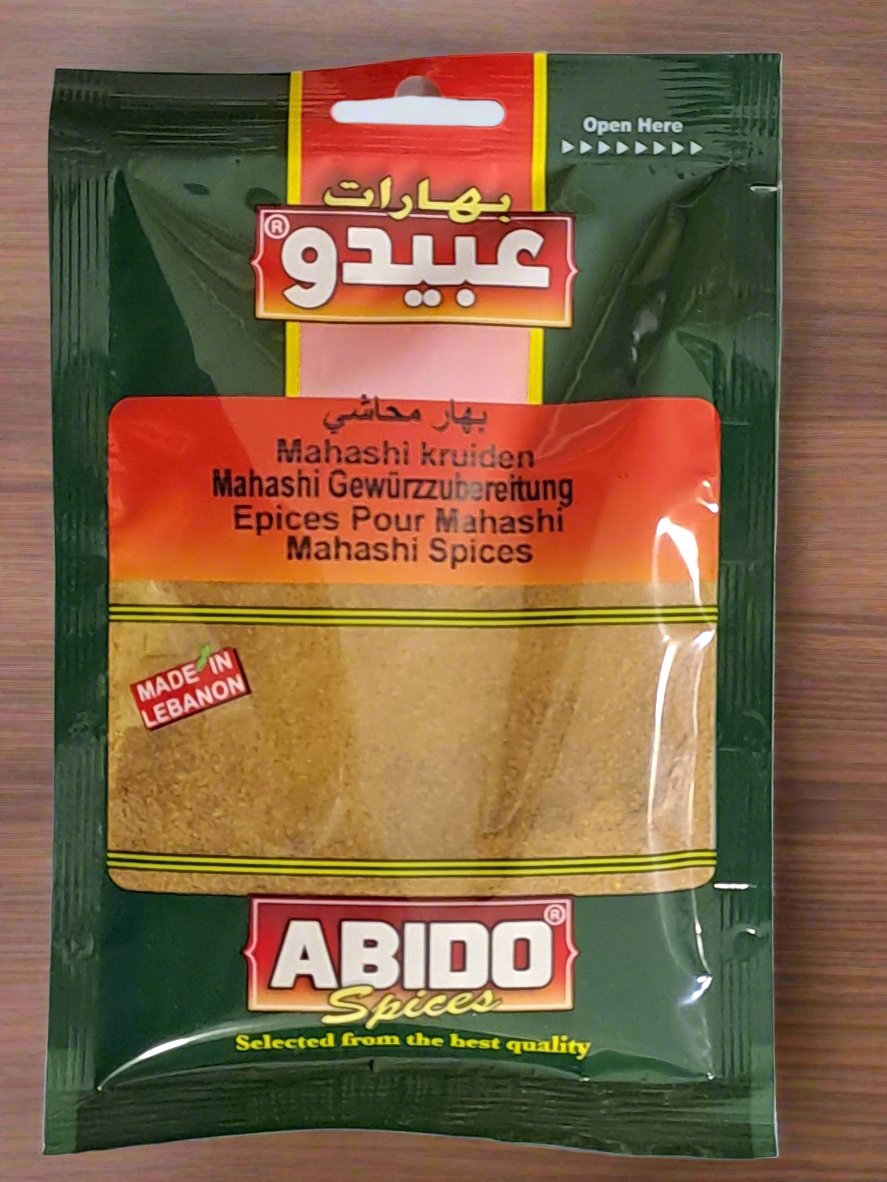 Open Here
بهارات
عبيدو®
بهار محاشي
Mahashi kruiden
Mahashi Gewürzzubereitung
Epices Pour Mahashi
Mahashi Spices
MADE IN
LEBANON
ABIDO®
Spices
Selected from the best quality